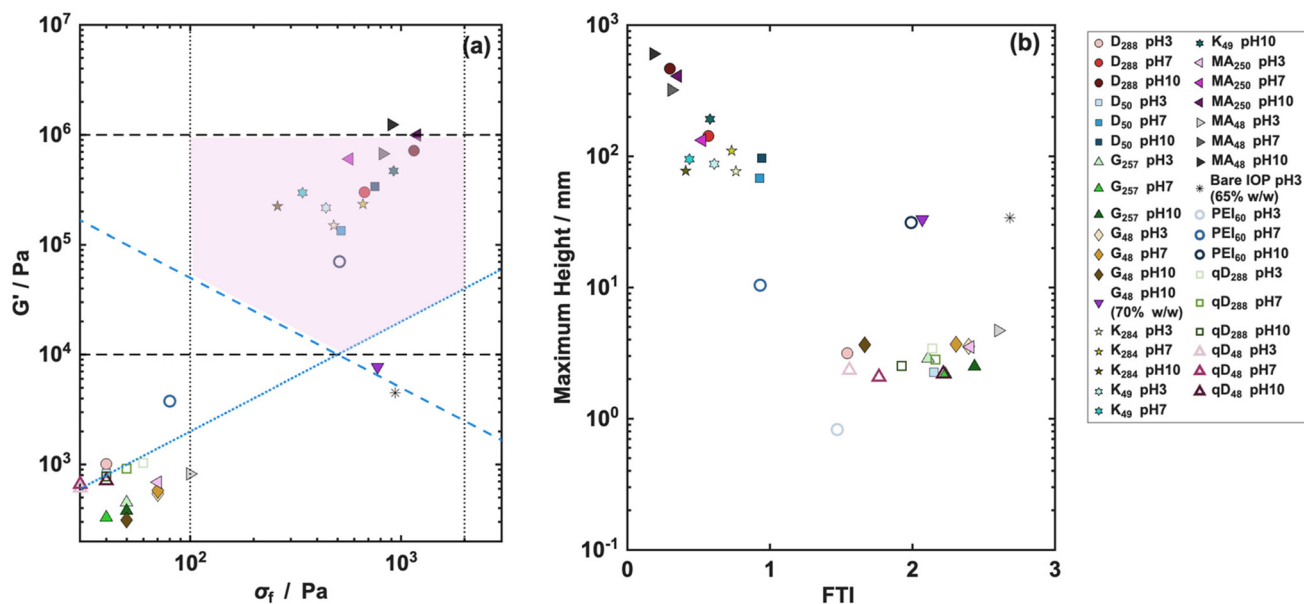 (a)
10⁷
10⁶
10⁵
10⁴
10³
G' / Pa
10²
10³
σf / Pa
(b)
10³
10²
10¹
10⁰
10⁻¹
Maximum Height / mm
0
1
2
3
FTI
D₂₈₈ pH3
D₂₈₈ pH7
D₂₈₈ pH10
D₅₀ pH3
D₅₀ pH7
D₅₀ pH10
G₂₅₇ pH3
G₂₅₇ pH7
G₂₅₇ pH10
G₄₈ pH3
G₄₈ pH7
G₄₈ pH10
G₄₈ pH10
(70% w/w)
K₂₈₄ pH3
K₂₈₄ pH7
K₂₈₄ pH10
K₄₉ pH3
K₄₉ pH7
K₄₉ pH10
MA₂₅₀ pH3
MA₂₅₀ pH7
MA₂₅₀ pH10
MA₄₈ pH3
MA₄₈ pH7
MA₄₈ pH10
Bare IOP pH3
(65% w/w)
PEI₆₀ pH3
PEI₆₀ pH7
PEI₆₀ pH10
qD₂₈₈ pH3
qD₂₈₈ pH7
qD₂₈₈ pH10
qD₄₈ pH3
qD₄₈ pH7
qD₄₈ pH10